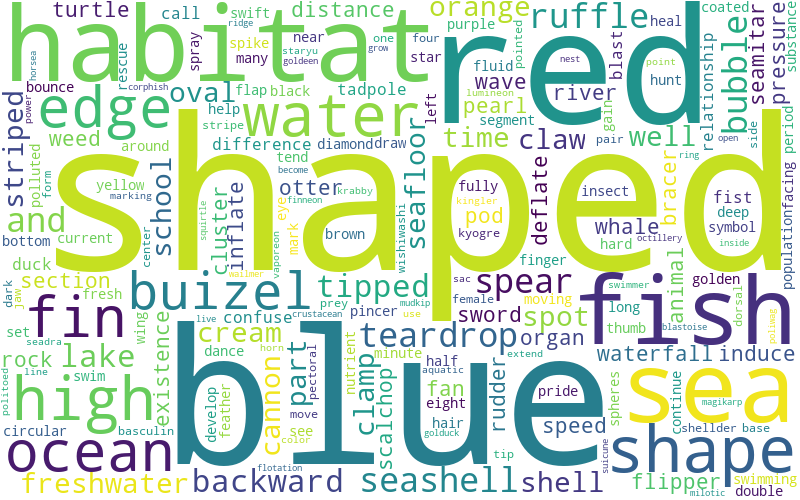 turtle
call
swift
distance
orange
ruffle
coated
substance
ridge
horsea
habitat
red
purple
one
near
four
heal
spray
spike
staryu
grow
star
many
goldeen
pointed
blast
bubble
pressure
rescue
bounce
power
corphish
oval
flap
black
tadpole
fluid
wave
river
hunt
nest
point
seamitar
edge
water
left
pearl
lumineon
relationship
striped
weed
help
stripe
difference
diamond
draw
time
segment
claw
gain
pair
well
side
open
period
polluted
form
around
tend
become
ring
yellow
marking
school
otter
krabby
finneon
seafloor
fully
kingler
insect
bracer
fist
population
facing
and
shaped
cluster
inflate
mark
eye
pod
deflate
whale
deep
symbol
bottom
current
center
squirtle
brown
wishiwashi
kyogre
hard
octillery
inside
duck
section
wailmer
vaporeon
finger
animal
golden
dark
jaw
fresh
wing
buizel
tipped
sac
spear
moving
swimmer
dorsal
fin
live
crustacean
prey
mudkip
female
fish
long
poliwag
set
seadra
existence
confuse
pincer
use
sword
spot
thumb
magikarp
blastoise
rock
lake
dance
cream
part
teardrop
organ
waterfall
induce
line
swim
horn
minute
half
extend
politoed
high
develop
feather
cannon
pectoral
nutrient
clamp
aquatic
fan
rudder
pride
spheres
continue
sea
blue
move
eight
circular
basculin
see
color
scalchop
hair
golduck
speed
shellder
base
ocean
tip
suicune
shape
freshwater
backward
flotation
seashell
shell
flipper
milotic
swimming
double